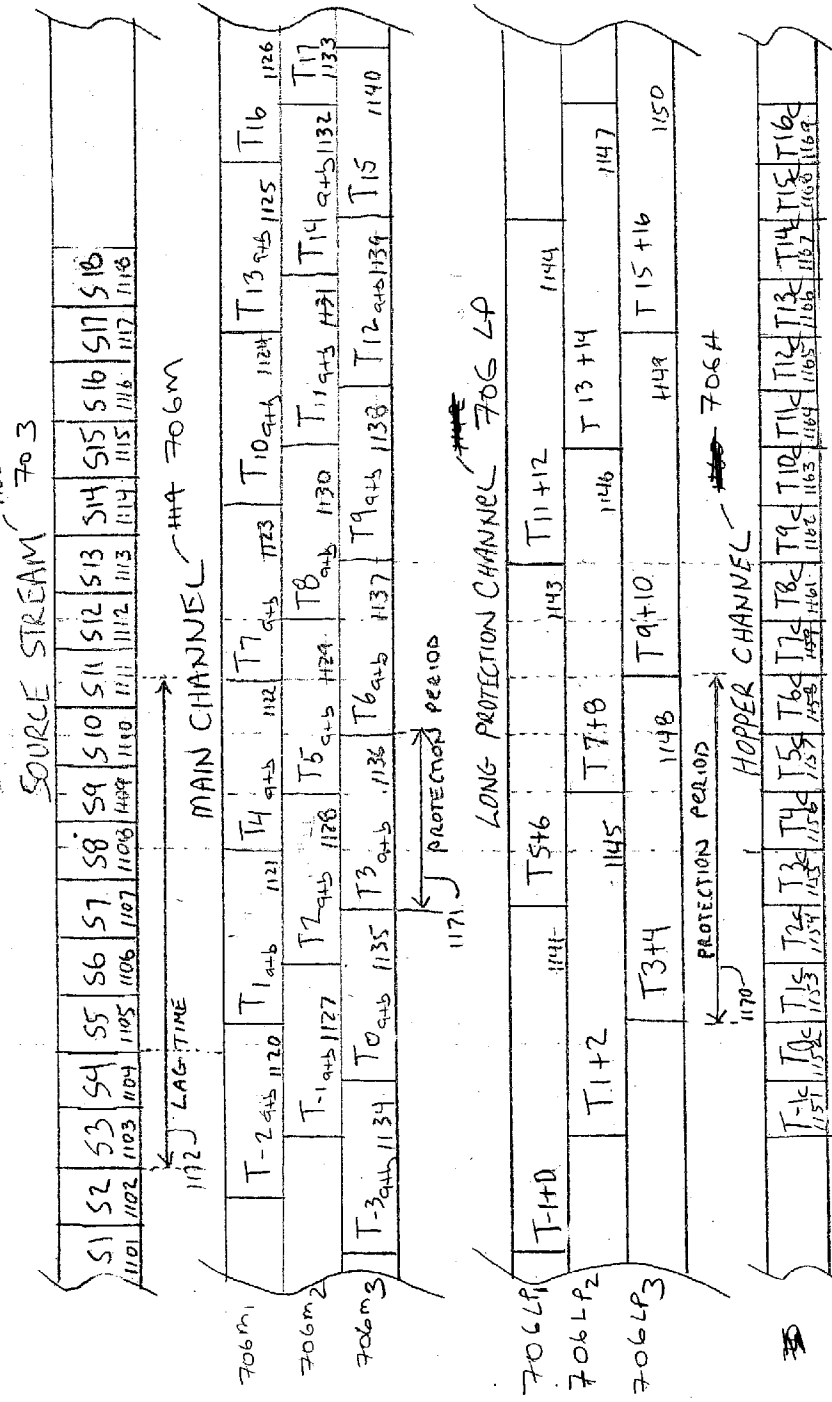 SOURCE STREAM 703
S1 S2 S3 S4 S5 S6 S7 S8 S9 S10 S11 S12 S13 S14 S15 S16 S17 S18
1101 1102 1103 1104 1105 1106 1107 1108 1109 1110 1111 1112 1113 1114 1115 1116 1117 1118
1172 LAG TIME
MAIN CHANNEL 706M
706M1 T-2a+b 1120 T1a+b 1121 T4a+b 1122 T7a+b 1123 T10a+b 1124 T13a+b 1125 T16 1126
706M2 T-1a+b 1127 T2a+b 1128 T5a+b 1129 T8a+b 1130 T11a+b 1131 T14a+b 1132 T17 1133
706M3 T-3a+b 1134 T0a+b 1135 T3a+b 1136 T6a+b 1137 T9a+b 1138 T12a+b 1139 T15 1140
1171 PROTECTION PERIOD
LONG PROTECTION CHANNEL 706 LP
706LP1 T-1+0 1141 T5+6 1143 T11+12 1144
706LP2 T1+2 1145 T7+8 1146 T13+14 1147
706LP3 T3+4 1148 T9+10 1149 T15+16 1150
1170 PROTECTION PERIOD
HOPPER CHANNEL 706H
T-1c T0c T1c T2c T3c T4c T5c T6c T7c T8c T9c T10c T11c T12c T13c T14c T15c T16c
1151 1152 1153 1154 1155 1156 1157 1158 1159 1161 1162 1163 1164 1165 1166 1167 1168 1169